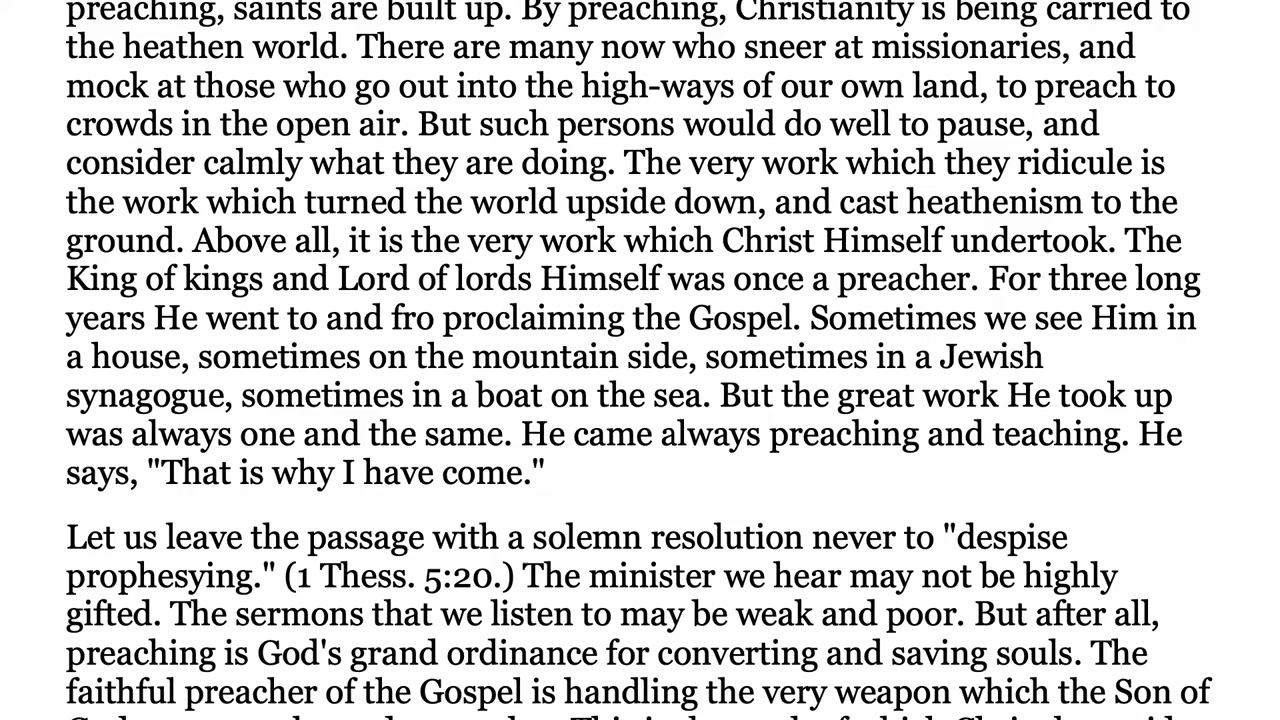 preaching, saints are built up. By preaching, Christianity is being carried to
the heathen world. There are many now who sneer at missionaries, and
mock at those who go out into the high-ways of our own land, to preach to
crowds in the open air. But such persons would do well to pause, and
consider calmly what they are doing. The very work which they ridicule is
the work which turned the world upside down, and cast heathenism to the
ground. Above all, it is the very work which Christ Himself undertook. The
King of kings and Lord of lords Himself was once a preacher. For three long
years He went to and fro proclaiming the Gospel. Sometimes we see Him in
a house, sometimes on the mountain side, sometimes in a Jewish
synagogue, sometimes in a boat on the sea. But the great work He took up
was always one and the same. He came always preaching and teaching. He
says, "That is why I have come."
Let us leave the passage with a solemn resolution never to "despise
prophesying." (1 Thess. 5:20.) The minister we hear may not be highly
gifted. The sermons that we listen to may be weak and poor. But after all,
preaching is God's grand ordinance for converting and saving souls. The
faithful preacher of the Gospel is handling the very weapon which the Son of